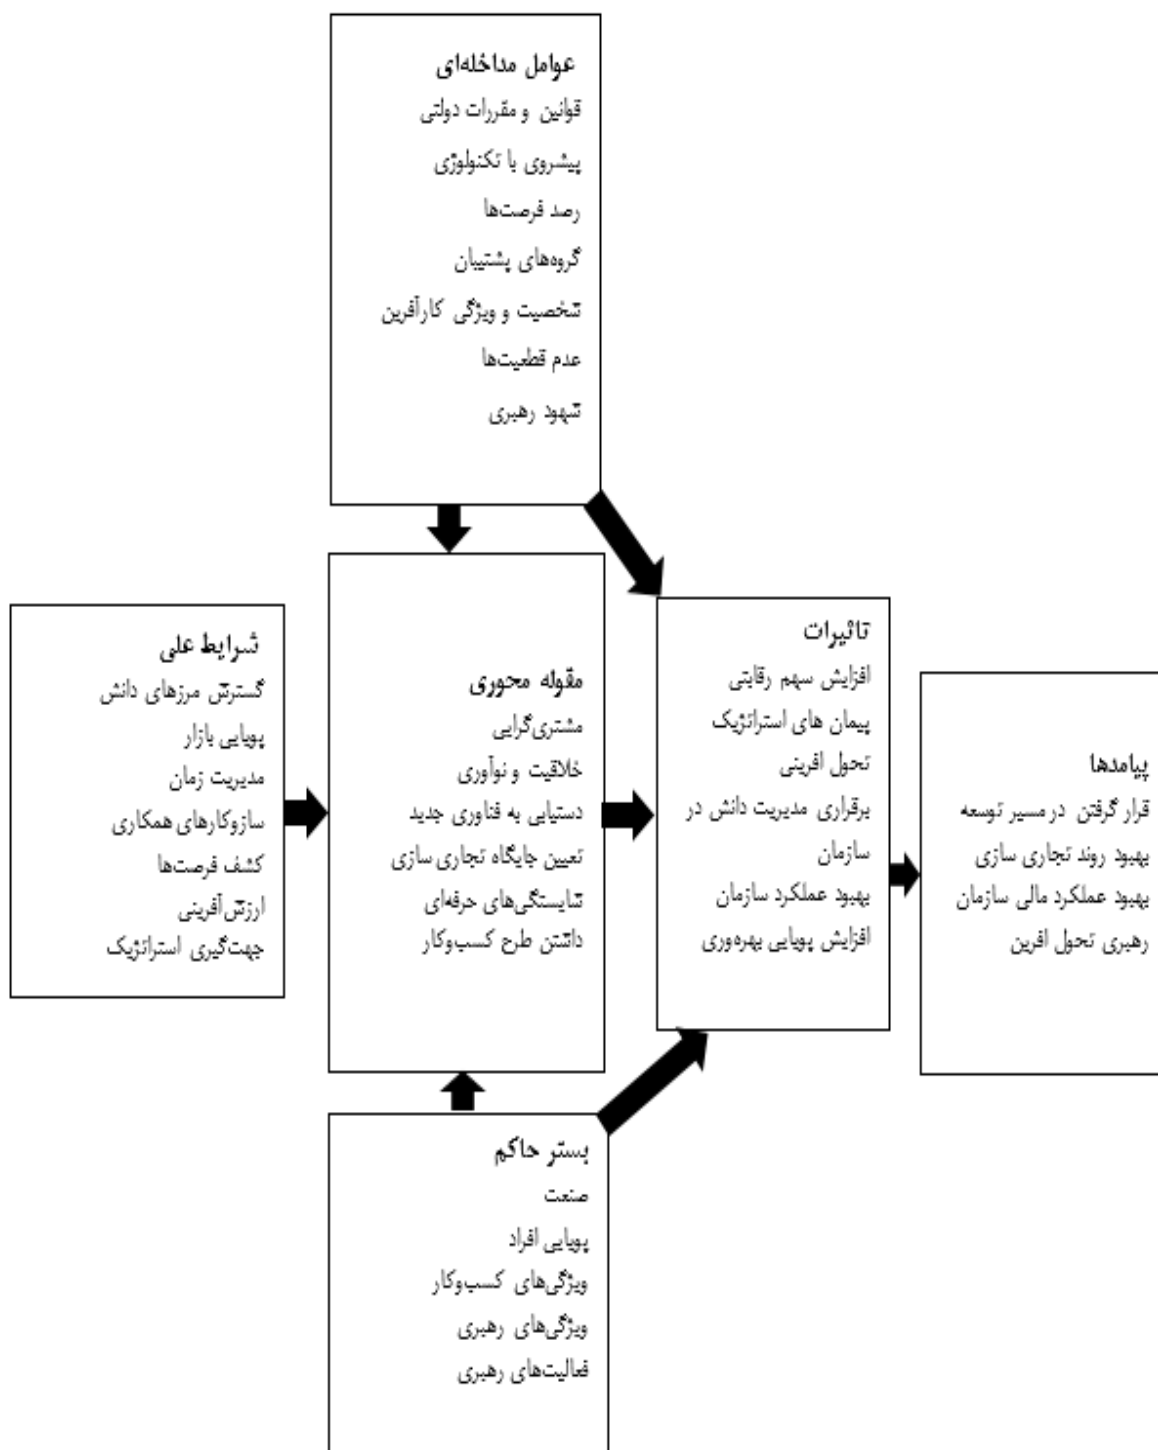 عوامل مداخله‌ای
قوانین و مقررات دولتی
پیشروی با تکنولوژی
رصد فرصت‌ها
گروه‌های پشتیبان
شخصیت و ویژگی کارآفرین
عدم قطعیت‌ها
شهود رهبری
شرایط علی
گسترش مرزهای دانش
پویایی بازار
مدیریت زمان
سازوکارهای همکاری
کشف فرصت‌ها
ارزش‌آفرینی
جهت‌گیری استراتژیک
مقوله محوری
مشتری‌گرایی
خلاقیت و نوآوری
دستیابی به فناوری جدید
تعیین جایگاه تجاری سازی
شایستگی‌های حرفه‌ای
داشتن طرح کسب‌وکار
تاثیرات
افزایش سهم رقابتی
پیمان های استراتژیک
تحول افرینی
برقراری مدیریت دانش در
سازمان
بهبود عملکرد سازمان
افزایش پویایی بهره‌وری
پیامدها
قرار گرفتن در مسیر توسعه
بهبود روند تجاری سازی
بهبود عملکرد مالی سازمان
رهبری تحول افرین
بستر حاکم
صنعت
پویایی افراد
ویژگی‌های کسب‌وکار
ویژگی‌های رهبری
فعالیت‌های رهبری